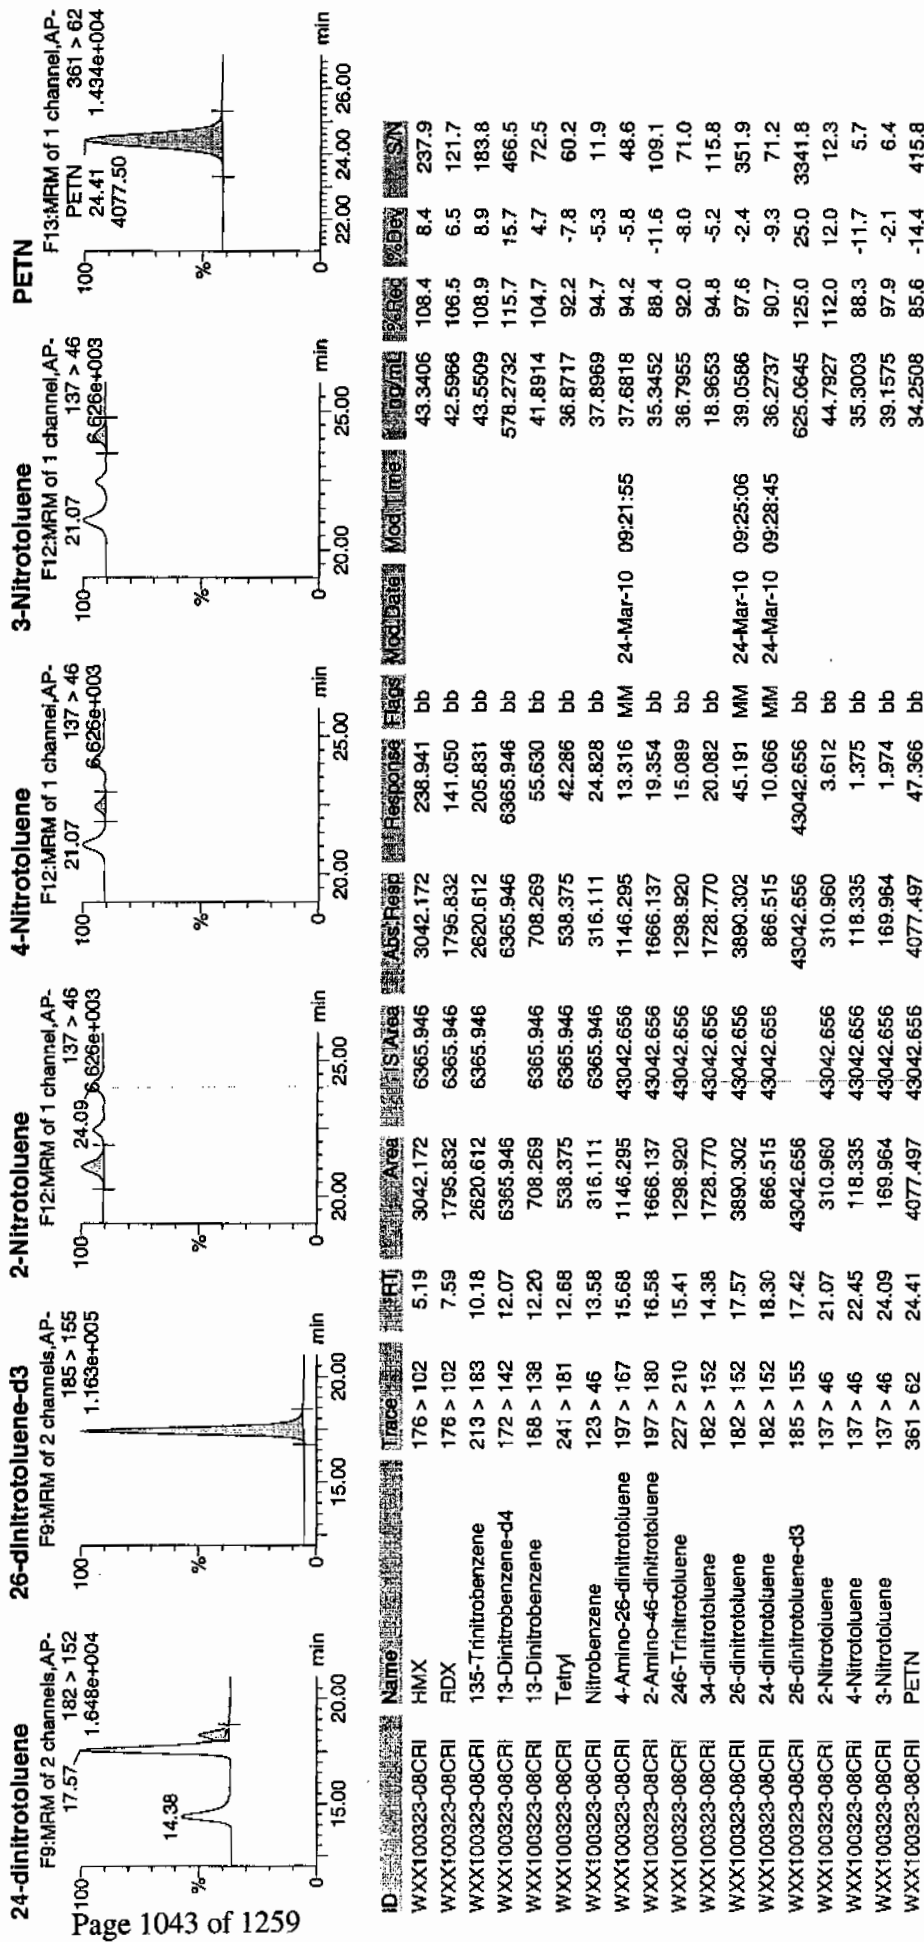 24-dinitrotoluene
F9:MRM of 2 channels,AP-
182 > 152
1.648e+004
17.57
14.38
100
%
0
15.00 20.00 min
26-dinitrotoluene-d3
F9:MRM of 2 channels,AP-
185 > 155
1.163e+005
100
%
0
15.00 20.00 min
2-Nitrotoluene
F12:MRM of 1 channel,AP-
137 > 46
24.09 6.626e+003
100
%
0
20.00 25.00 min
4-Nitrotoluene
F12:MRM of 1 channel,AP-
21.07 137 > 46
6.626e+003
100
%
0
20.00 25.00 min
3-Nitrotoluene
F12:MRM of 1 channel,AP-
21.07 137 > 46
6.626e+003
100
%
0
20.00 25.00 min
PETN
F13:MRM of 1 channel,AP-
PETN 361 > 62
24.41 1.434e+004
4077.50
100
%
0
22.00 24.00 26.00 min
ID Name Trace RT Area IS Area Abs.Resp Response Flags Mod.Date Mod.Time ng/mL %Rec %Dev S/N
WXX100323-08CRI HMX 176 > 102 5.19 3042.172 6365.946 3042.172 238.941 bb 43.3406 108.4 8.4 237.9
WXX100323-08CRI RDX 176 > 102 7.59 1795.832 6365.946 1795.832 141.050 bb 42.5966 106.5 6.5 121.7
WXX100323-08CRI 135-Trinitrobenzene 213 > 183 10.18 2620.612 6365.946 2620.612 205.831 bb 43.5509 108.9 8.9 183.8
WXX100323-08CRI 13-Dinitrobenzene-d4 172 > 142 12.07 6365.946 6365.946 6365.946 bb 578.2732 115.7 15.7 466.5
WXX100323-08CRI 13-Dinitrobenzene 168 > 138 12.20 708.269 6365.946 708.269 55.630 bb 41.8914 104.7 4.7 72.5
WXX100323-08CRI Tetryl 241 > 181 12.68 538.375 6365.946 538.375 42.286 bb 36.8717 92.2 -7.8 60.2
WXX100323-08CRI Nitrobenzene 123 > 46 13.58 316.111 6365.946 316.111 24.828 bb 37.8969 94.7 -5.3 11.9
WXX100323-08CRI 4-Amino-26-dinitrotoluene 197 > 167 15.68 1146.295 43042.656 1146.295 13.316 MM 24-Mar-10 09:21:55 37.6818 94.2 -5.8 48.6
WXX100323-08CRI 2-Amino-46-dinitrotoluene 197 > 180 16.58 1666.137 43042.656 1666.137 19.354 bb 35.3452 88.4 -11.6 109.1
WXX100323-08CRI 246-Trinitrotoluene 227 > 210 15.41 1298.920 43042.656 1298.920 15.089 bb 36.7955 92.0 -8.0 71.0
WXX100323-08CRI 34-dinitrotoluene 182 > 152 14.38 1728.770 43042.656 1728.770 20.082 bb 18.9653 94.8 -5.2 115.8
WXX100323-08CRI 26-dinitrotoluene 182 > 152 17.57 3890.302 43042.656 3890.302 45.191 MM 24-Mar-10 09:25:06 39.0586 97.6 -2.4 351.9
WXX100323-08CRI 24-dinitrotoluene 182 > 152 18.30 866.515 43042.656 866.515 10.066 MM 24-Mar-10 09:28:45 36.2737 90.7 -9.3 71.2
WXX100323-08CRI 26-dinitrotoluene-d3 185 > 155 17.42 43042.656 43042.656 43042.656 bb 625.0645 125.0 25.0 3341.8
WXX100323-08CRI 2-Nitrotoluene 137 > 46 21.07 310.960 43042.656 310.960 3.612 bb 44.7927 112.0 12.0 12.3
WXX100323-08CRI 4-Nitrotoluene 137 > 46 22.45 118.335 43042.656 118.335 1.375 bb 35.3003 88.3 -11.7 5.7
WXX100323-08CRI 3-Nitrotoluene 137 > 46 24.09 169.964 43042.656 169.964 1.974 bb 39.1575 97.9 -2.1 6.4
WXX100323-08CRI PETN 361 > 62 24.41 4077.497 43042.656 4077.497 47.366 bb 34.2508 85.6 -14.4 415.8
Page 1043 of 1259